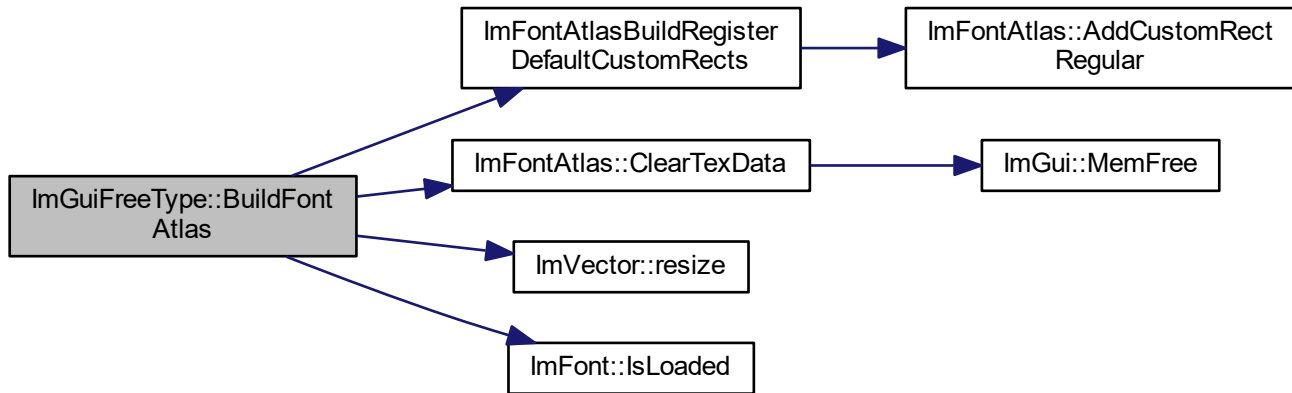 ImFontAtlasBuildRegister
DefaultCustomRects
ImFontAtlas::AddCustomRect
Regular
ImFontAtlas::ClearTexData
ImGui::MemFree
ImGuiFreeType::BuildFont
Atlas
ImVector::resize
ImFont::IsLoaded